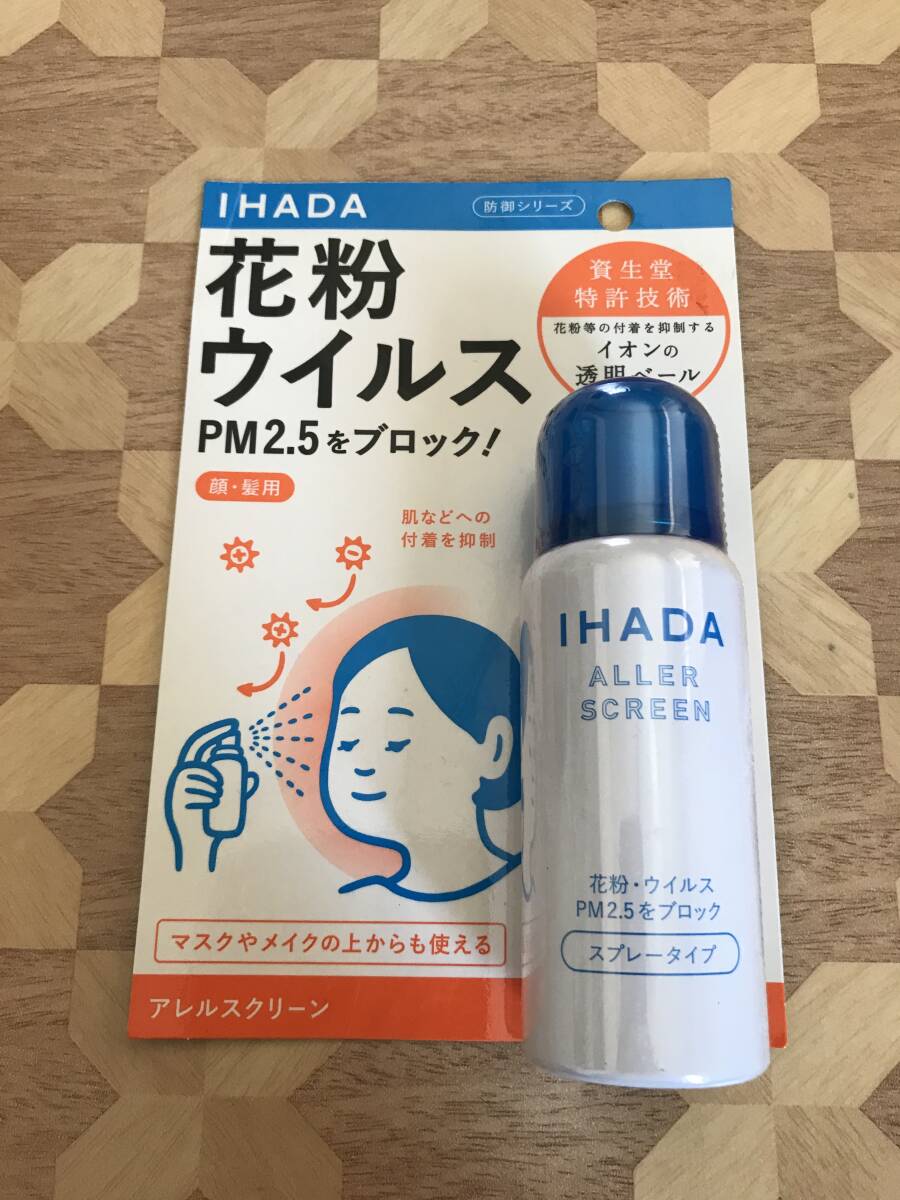 IHADA
防御シリーズ
花粉
ウイルス
PM2.5をブロック!
資生堂
特許技術
花粉等の付着を抑制する
イオンの
透明ベール
顔・髪用
肌などへの
付着を抑制
マスクやメイクの上からも使える
アレルスクリーン
IHADA
ALLER
SCREEN
花粉・ウイルス
PM2.5をブロック
スプレータイプ